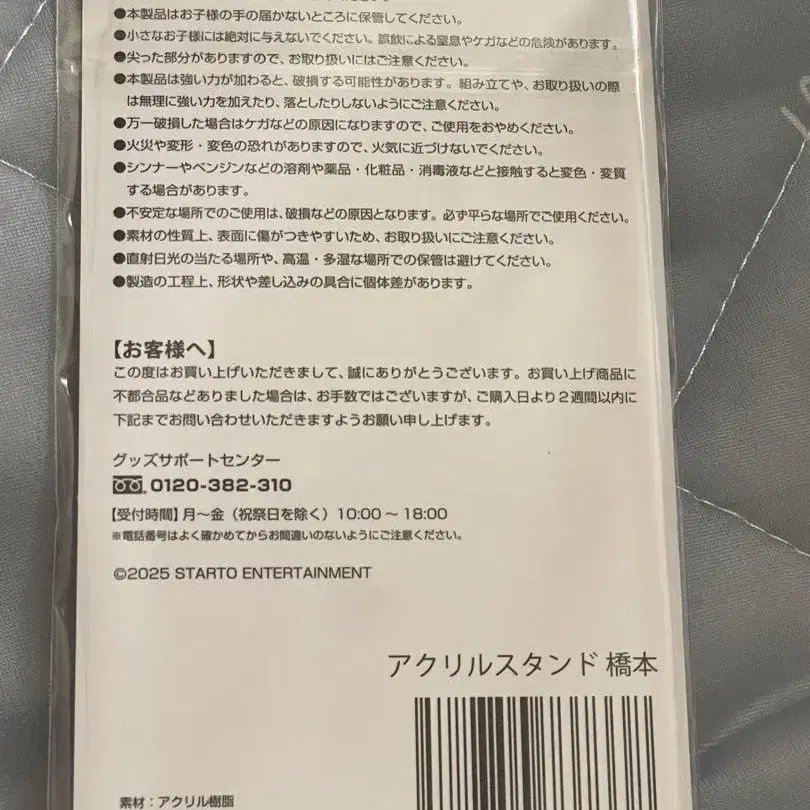 ●本製品はお子様の手の届かないところに保管してください。
●小さなお子様には絶対に与えないでください。誤飲による窒息やケガなどの危険があります。
●尖った部分がありますので、お取り扱いにはご注意ください。
●本製品は強い力が加わると、破損する可能性があります。組み立てや、お取り扱いの際
は無理に強い力を加えたり、落としたりしないようにご注意ください。
●万一破損した場合はケガなどの原因になりますので、ご使用をおやめください。
●火災や変形・変色の恐れがありますので、火気に近づけないでください。
●シンナーやベンジンなどの溶剤や薬品・化粧品・消毒液などと接触すると変色・変質
する場合があります。
●不安定な場所でのご使用は、破損などの原因となります。必ず平らな場所でご使用ください。
●素材の性質上、表面に傷がつきやすいため、お取り扱いにご注意ください。
●直射日光の当たる場所や、高温・多湿な場所での保管は避けてください。
●製造の工程上、形状や差し込みの具合に個体差があります。
【お客様へ】
この度はお買い上げいただきまして、誠にありがとうございます。お買い上げ商品に
不都合品などありました場合は、お手数ではございますが、ご購入日より2週間以内に
下記までお問い合わせいただきますようお願い申し上げます。
グッズサポートセンター
0120-382-310
【受付時間】月〜金（祝祭日を除く）10:00 〜 18:00
※電話番号はよく確かめてからお間違いのないようにご注意ください。
©2025 STARTO ENTERTAINMENT
アクリルスタンド 橋本
素材：アクリル樹脂